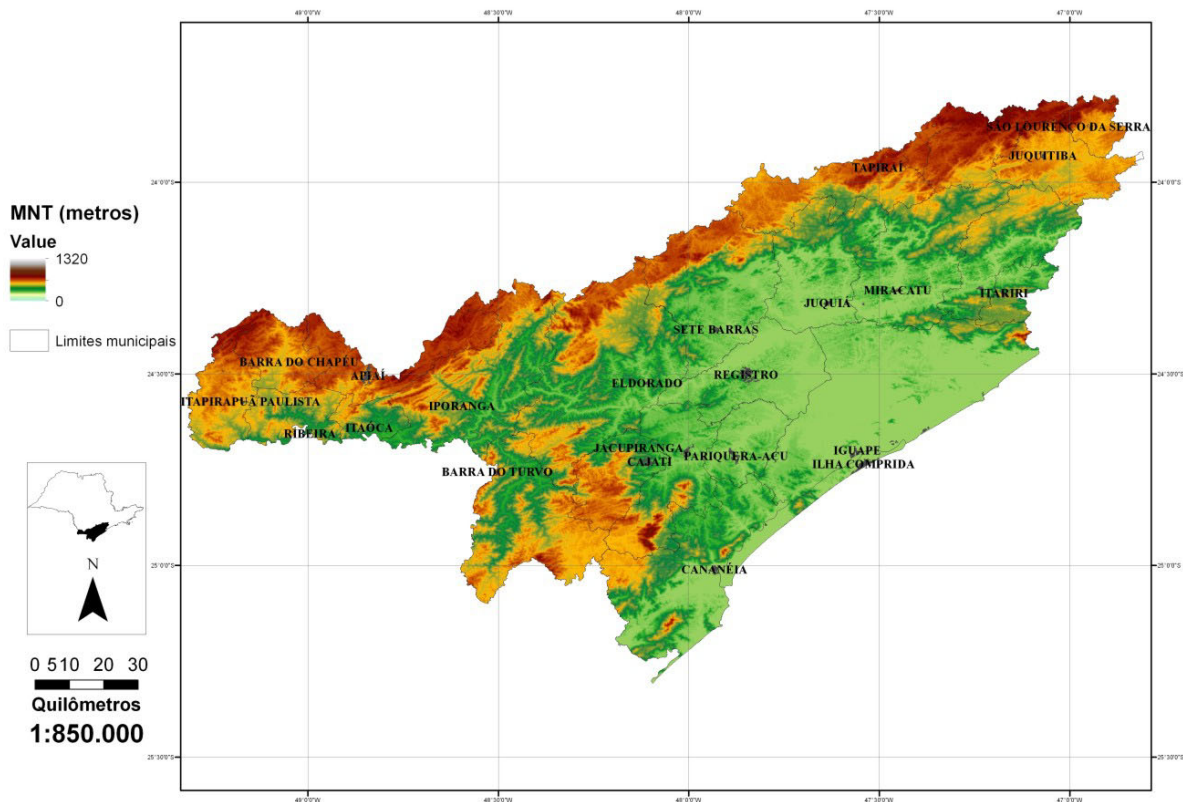 49°0'0"W
48°30'0"W
48°0'0"W
47°30'0"W
47°0'0"W
SÃO LOURENÇO DA SERRA
JUQUITIBA
TAPIRAÍ
24°0'0"S
24°0'0"S
MNT (metros)
Value
1320
0
Limites municipais
MIRACATU
ITARIRI
JUQUIÁ
SETE BARRAS
BARRA DO CHAPÉU
APIAÍ
24°30'0"S
REGISTRO
24°30'0"S
ELDORADO
ITAPIRAPUÃ PAULISTA
IPORANGA
RIBEIRA
ITAÓCA
JACUPIRANGA
CAJATI
PARIQUERA-AÇU
IGUAPE
ILHA COMPRIDA
BARRA DO TURVO
25°0'0"S
CANANÉIA
25°0'0"S
N
0 510 20 30
Quilômetros
1:850.000
25°30'0"S
25°30'0"S
49°0'0"W
48°30'0"W
48°0'0"W
47°30'0"W
47°0'0"W